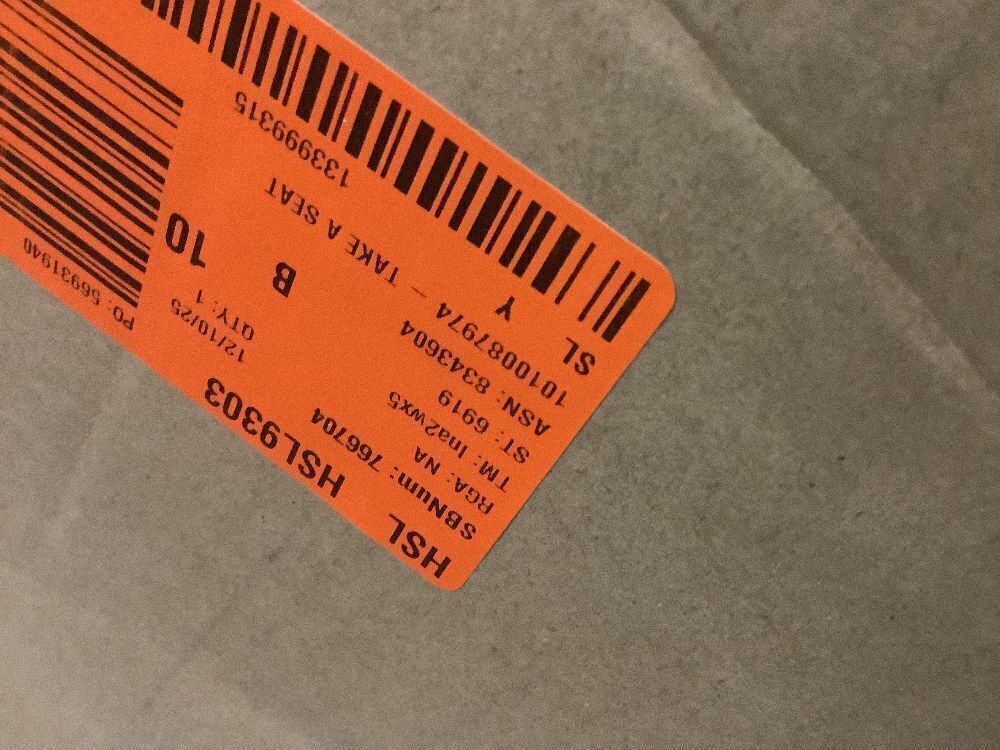 HSL HSL9303
SBNum: 766704
RGA: NA
TM: lna2wx5
ST: 6919
ASN: 8343604
1010087974 - TAKE A SEAT
SL Y B 10
12/10/25
QTY: 1
PO: 56931940
133999315